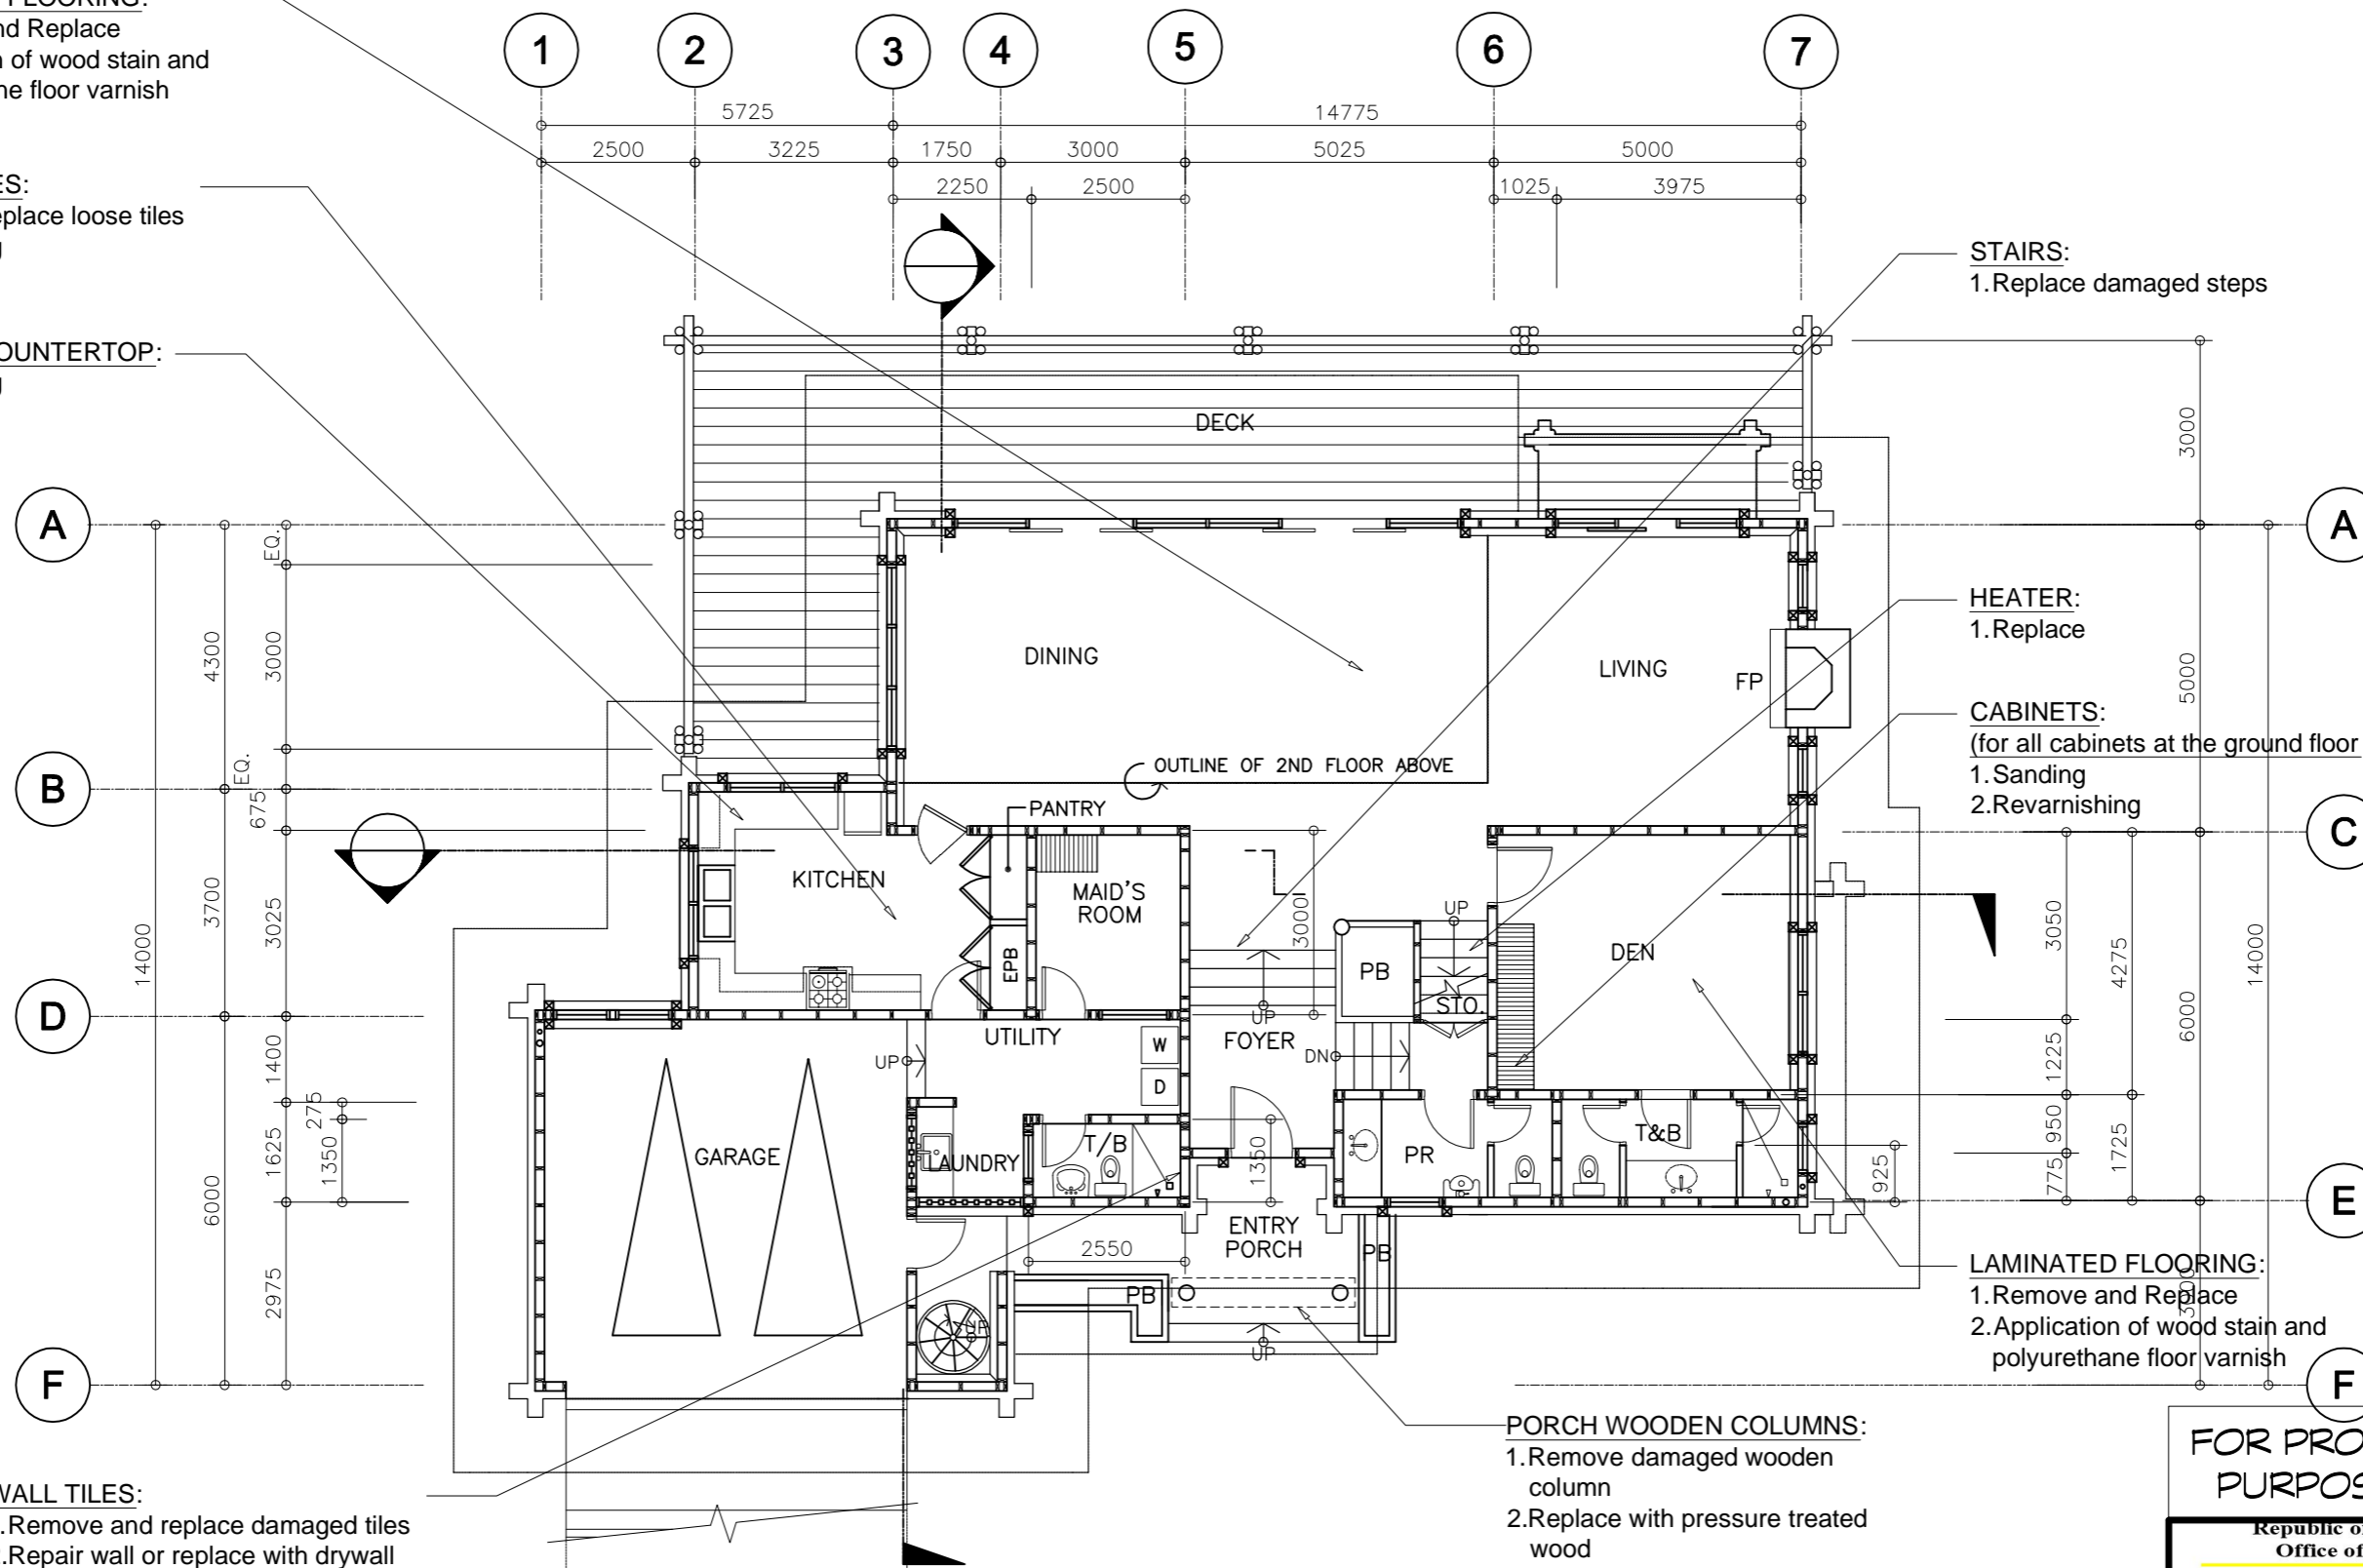 FLOORING:
nd Replace
of wood stain and
ne floor varnish
ES:
eplace loose tiles
OUNTERTOP:
1
2
3
4
5
6
7
5725
14775
2500
3225
1750
3000
5025
5000
2250
2500
1025
3975
STAIRS:
1.Replace damaged steps
DECK
3000
A
A
EQ.
4300
3000
EQ.
675
DINING
LIVING
FP
5000
HEATER:
1.Replace
CABINETS:
(for all cabinets at the ground floor
1.Sanding
2.Revarnishing
B
OUTLINE OF 2ND FLOOR ABOVE
PANTRY
C
KITCHEN
MAID'S
ROOM
EPB
3000
UP
PB
STO.
DEN
14000
3700
3025
3050
4275
6000
14000
D
UTILITY
W
D
FOYER
UP
UP
DN
1400
275
1625
1350
6000
2975
1225
950
775
1725
925
GARAGE
LAUNDRY
T/B
1350
PR
T&B
E
ENTRY
PORCH
2550
PB
PB
UP
UP
LAMINATED FLOORING:
1.Remove and Replace
2.Application of wood stain and
polyurethane floor varnish
3000
F
F
PORCH WOODEN COLUMNS:
1.Remove damaged wooden
column
2.Replace with pressure treated
wood
WALL TILES:
.Remove and replace damaged tiles
.Repair wall or replace with drywall
FOR PRO
PURPOS
Republic o
Office of